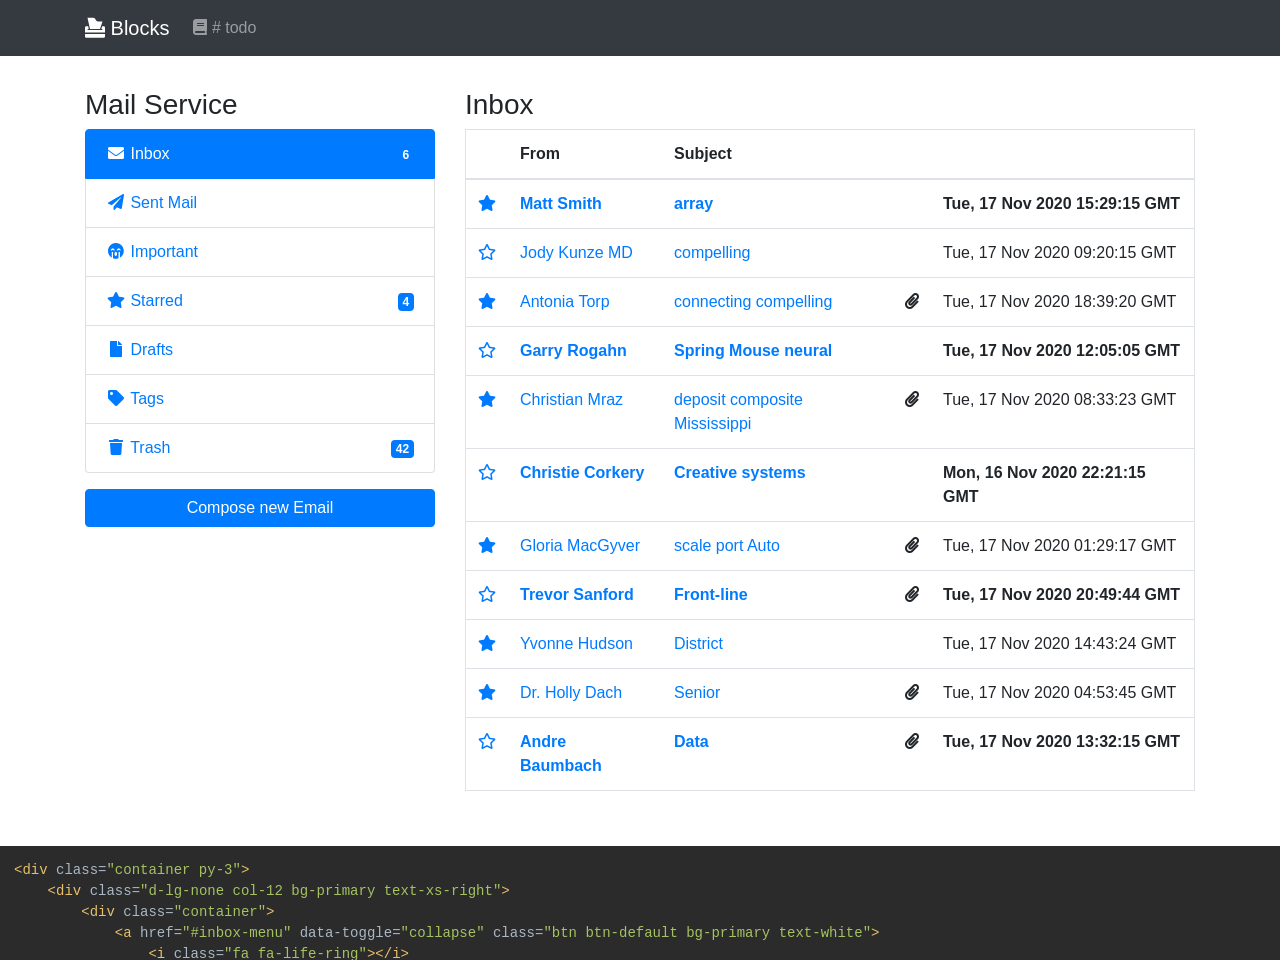 Blocks # todo
Mail Service
Inbox 6
Sent Mail
Important
Starred 4
Drafts
Tags
Trash 42
Compose new Email
Inbox
From Subject
Matt Smith array Tue, 17 Nov 2020 15:29:15 GMT
Jody Kunze MD compelling Tue, 17 Nov 2020 09:20:15 GMT
Antonia Torp connecting compelling Tue, 17 Nov 2020 18:39:20 GMT
Garry Rogahn Spring Mouse neural Tue, 17 Nov 2020 12:05:05 GMT
Christian Mraz deposit composite Tue, 17 Nov 2020 08:33:23 GMT
Mississippi
Christie Corkery Creative systems Mon, 16 Nov 2020 22:21:15
GMT
Gloria MacGyver scale port Auto Tue, 17 Nov 2020 01:29:17 GMT
Trevor Sanford Front-line Tue, 17 Nov 2020 20:49:44 GMT
Yvonne Hudson District Tue, 17 Nov 2020 14:43:24 GMT
Dr. Holly Dach Senior Tue, 17 Nov 2020 04:53:45 GMT
Andre Data Tue, 17 Nov 2020 13:32:15 GMT
Baumbach
<div class="container py-3">
    <div class="d-lg-none col-12 bg-primary text-xs-right">
        <div class="container">
            <a href="#inbox-menu" data-toggle="collapse" class="btn btn-default bg-primary text-white">
                <i class="fa fa-life-ring"></i>